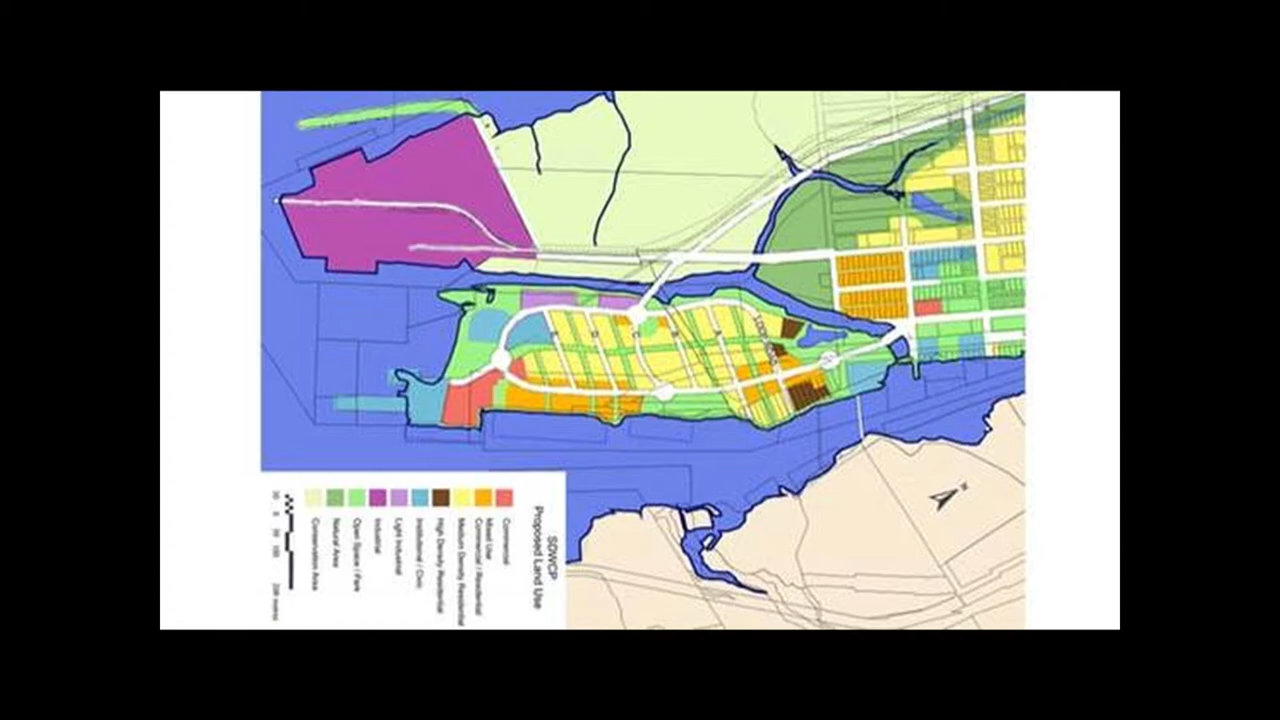 SDWCP
Proposed Land Use
Commercial
Mixed Use
Commercial / Residential
Medium Density Residential
High Density Residential
Institutional / Civic
Light Industrial
Industrial
Open Space / Park
Natural Area
Conservation Area